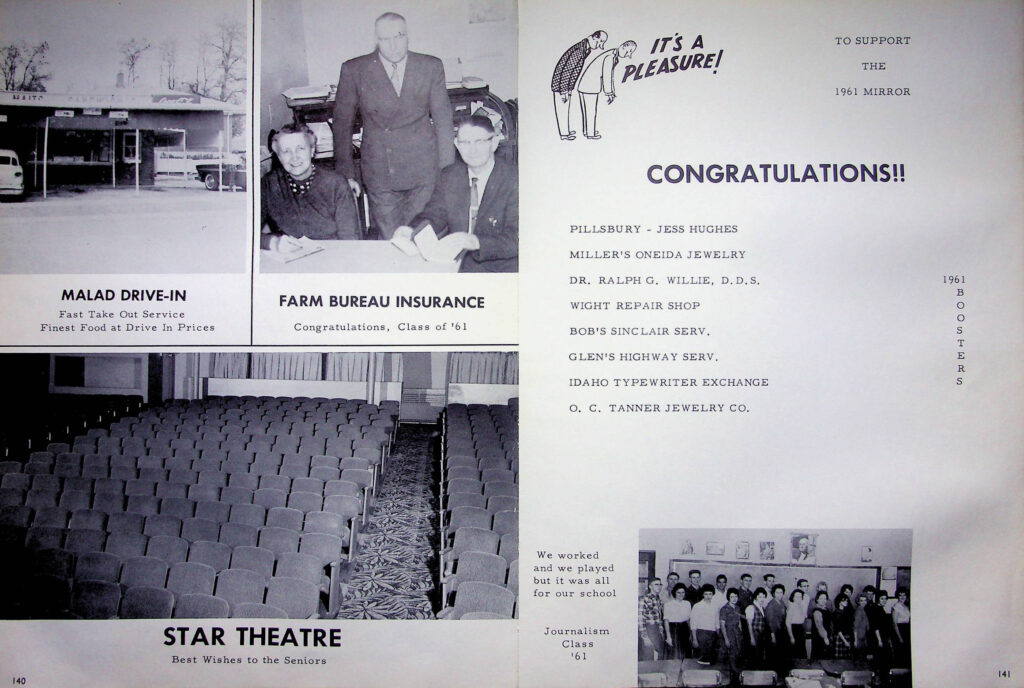 MALAD DRIVE-IN
Fast Take Out Service
Finest Food at Drive In Prices
FARM BUREAU INSURANCE
Congratulations, Class of '61
STAR THEATRE
Best Wishes to the Seniors
140
IT'S A
PLEASURE!
TO SUPPORT
THE
1961 MIRROR
CONGRATULATIONS!!
PILLSBURY - JESS HUGHES
MILLER'S ONEIDA JEWELRY
DR. RALPH G. WILLIE, D.D.S.
WIGHT REPAIR SHOP
BOB'S SINCLAIR SERV.
GLEN'S HIGHWAY SERV.
IDAHO TYPEWRITER EXCHANGE
O. C. TANNER JEWELRY CO.
1961
B
O
O
S
T
E
R
S
We worked
and we played
but it was all
for our school
Journalism
Class
'61
141